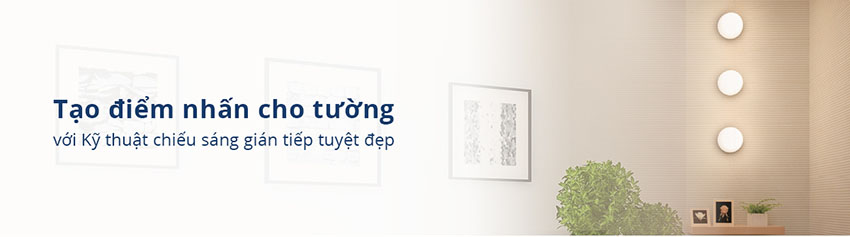 Tạo điểm nhấn cho tường
với Kỹ thuật chiếu sáng gián tiếp tuyệt đẹp